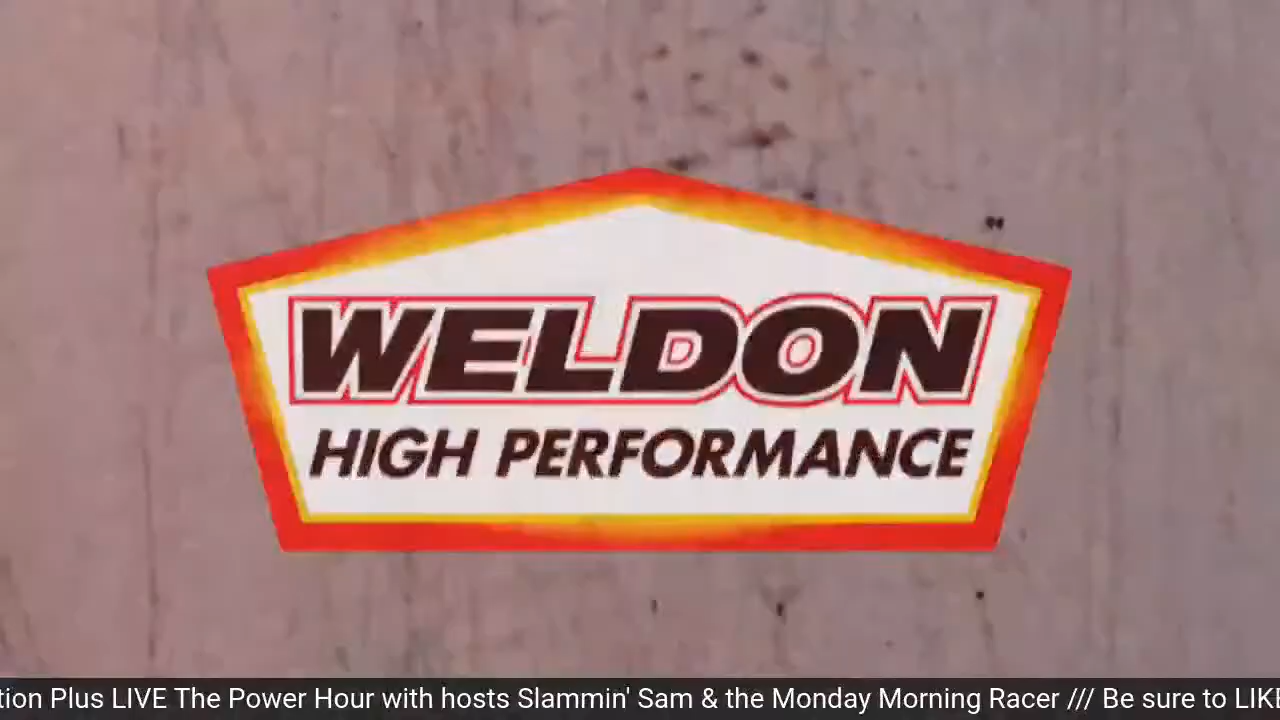 WELDON
HIGH PERFORMANCE
tion Plus LIVE The Power Hour with hosts Slammin' Sam & the Monday Morning Racer /// Be sure to LIKE